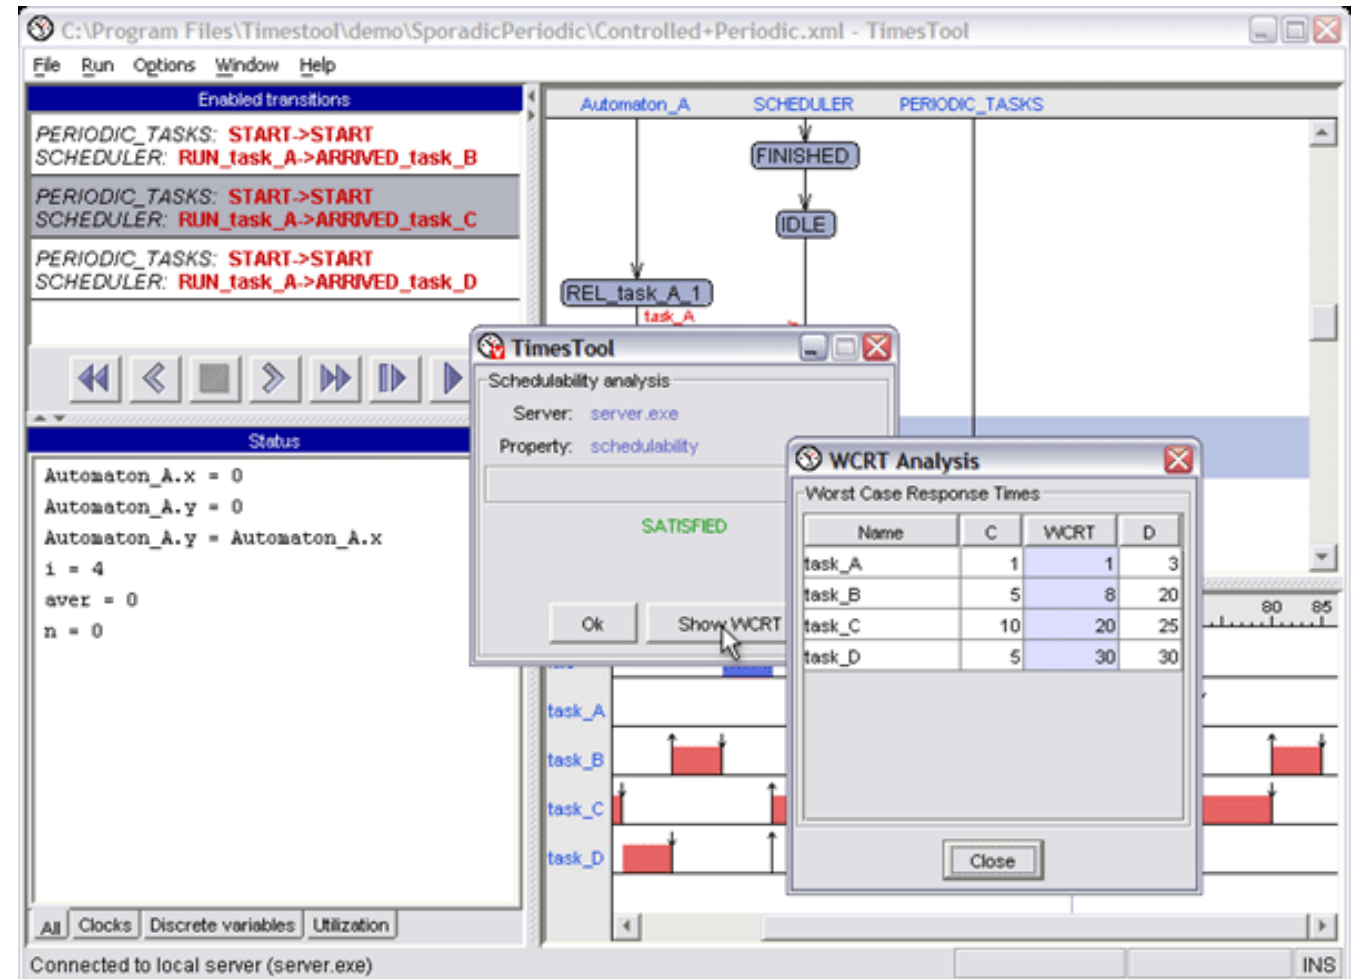 C:\Program Files\Timestool\demo\SporadicPeriodic\Controlled+Periodic.xml - TimesTool
File Run Options Window Help
Enabled transitions
PERIODIC_TASKS: START->START
SCHEDULER: RUN_task_A->ARRIVED_task_B
PERIODIC_TASKS: START->START
SCHEDULER: RUN_task_A->ARRIVED_task_C
PERIODIC_TASKS: START->START
SCHEDULER: RUN_task_A->ARRIVED_task_D
Automaton_A SCHEDULER PERIODIC_TASKS
FINISHED
IDLE
REL_task_A_1
task_A
Status
Automaton_A.x = 0
Automaton_A.y = 0
Automaton_A.y = Automaton_A.x
i = 4
aver = 0
n = 0
All Clocks Discrete variables Utilization
TimesTool
Schedulability analysis
Server: server.exe
Property: schedulability
SATISFIED
Ok Show WCRT
WCRT Analysis
Worst Case Response Times
Name C WCRT D
task_A 1 1 3
task_B 5 8 20
task_C 10 20 25
task_D 5 30 30
Close
80 85
task_A
task_B
task_C
task_D
Connected to local server (server.exe) INS